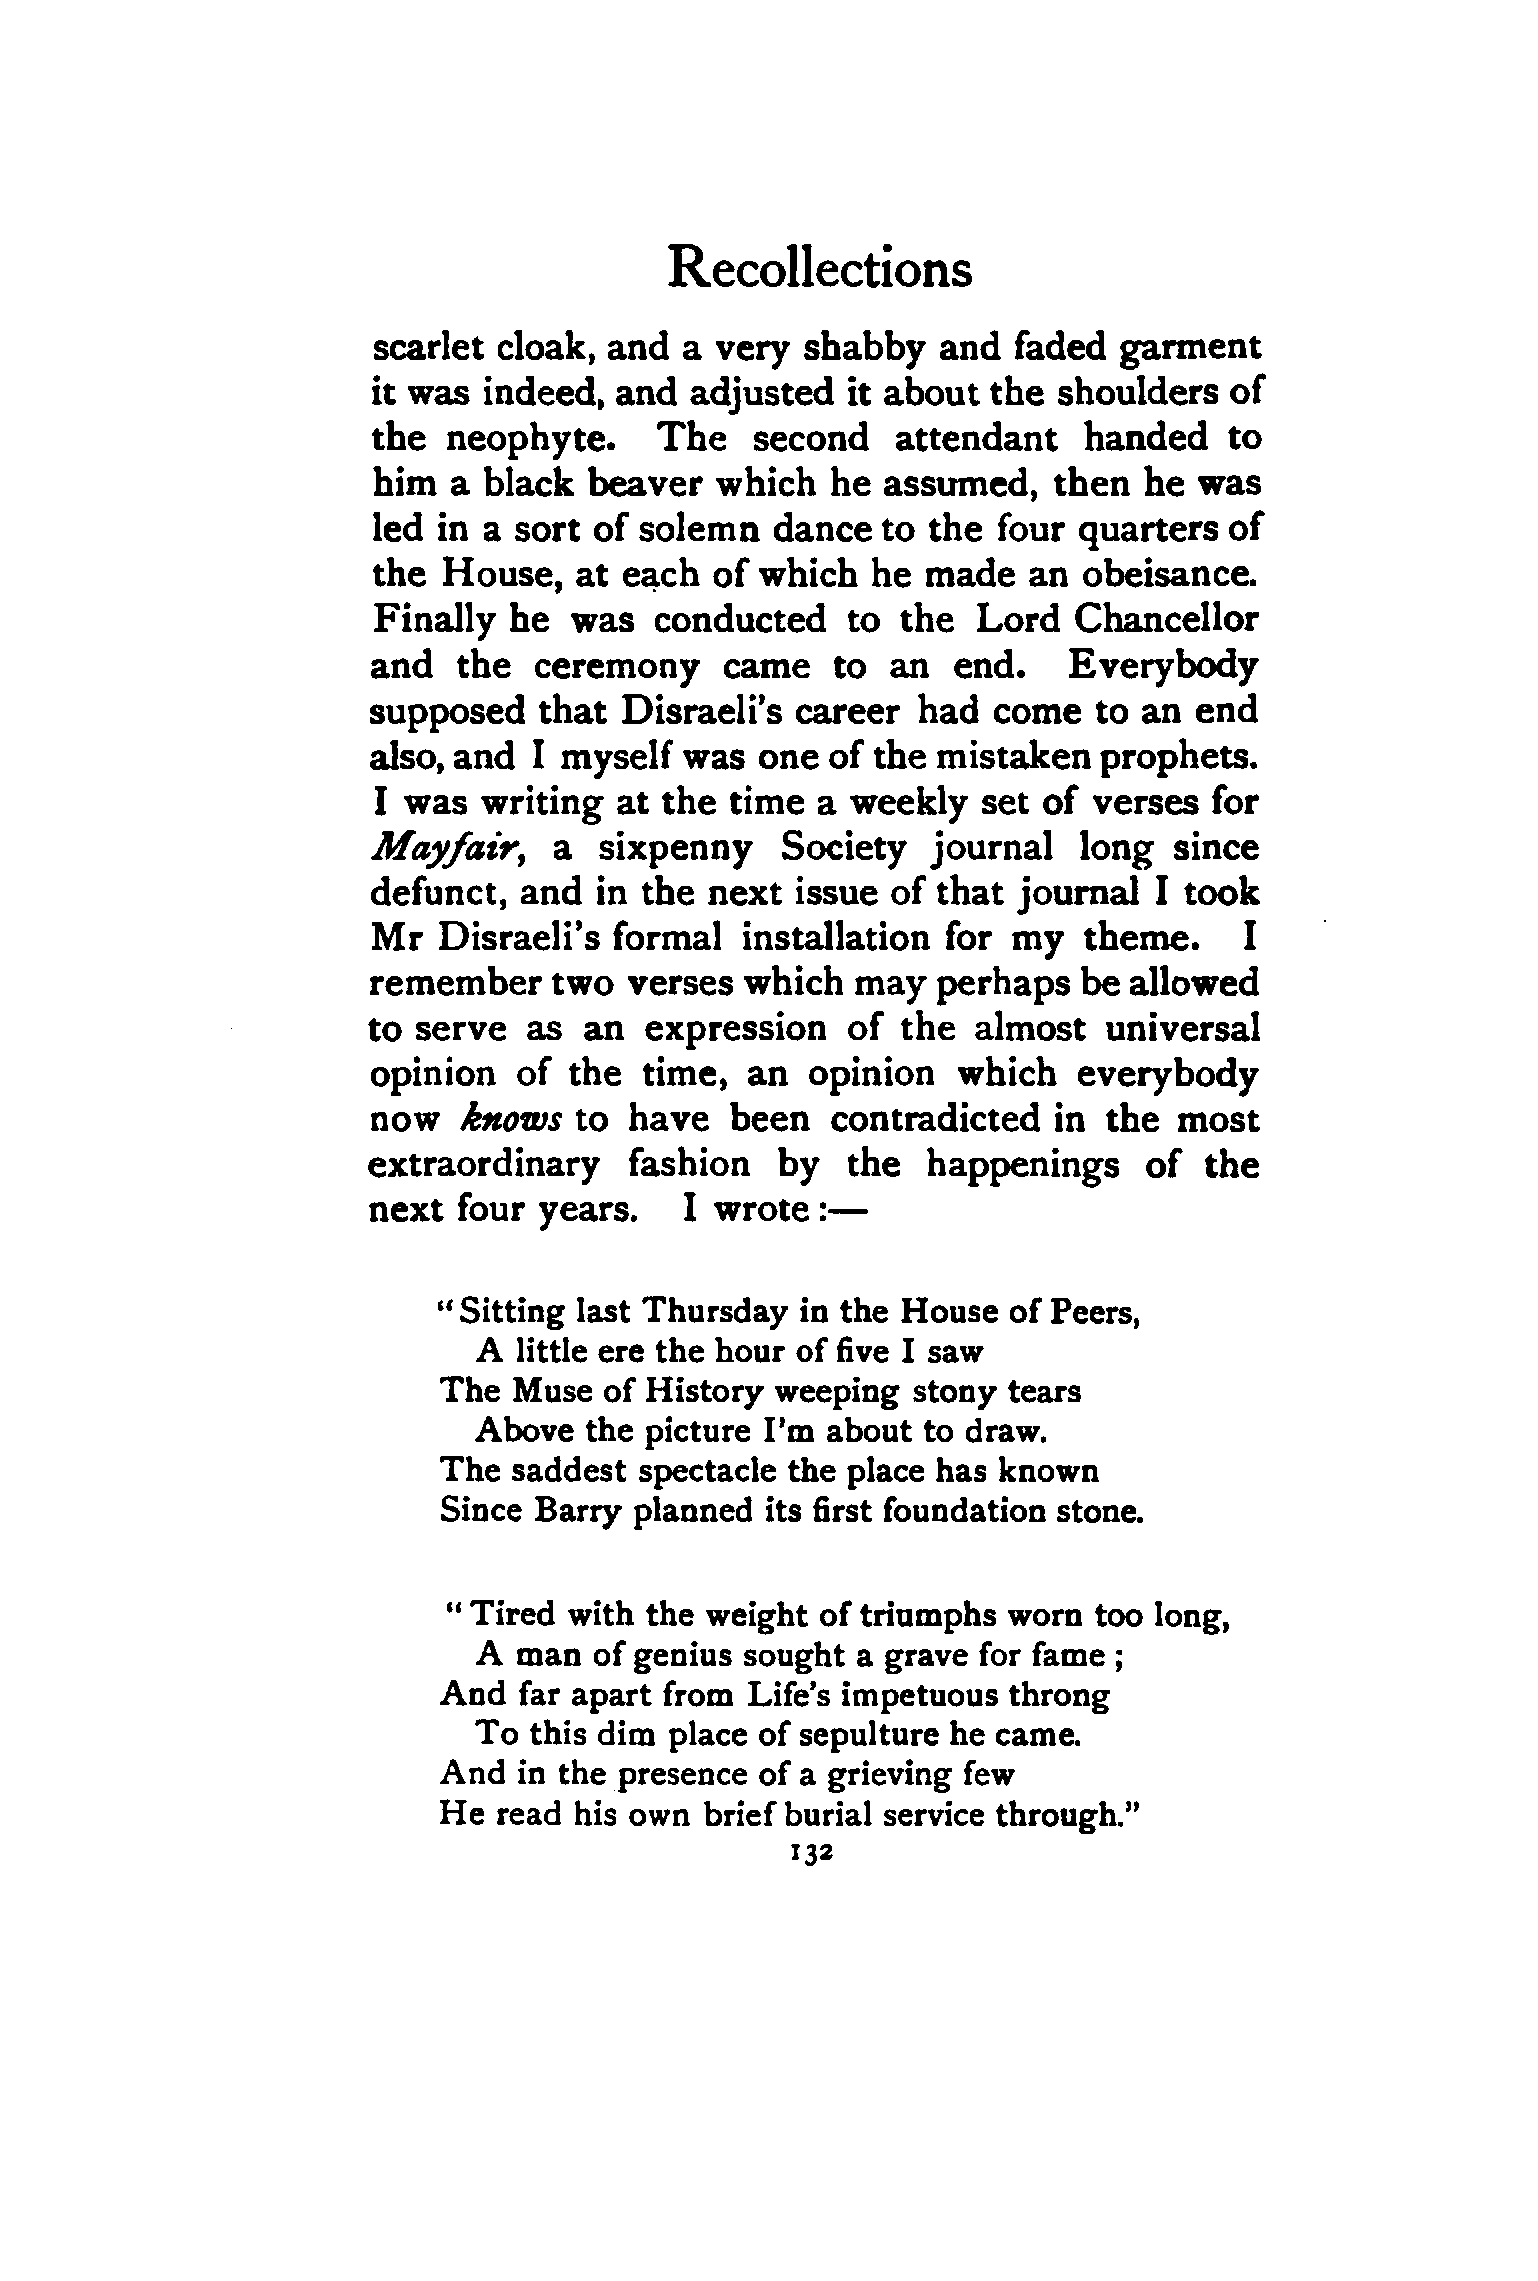 Recollections
scarlet cloak, and a very shabby and faded garment
it was indeed, and adjusted it about the shoulders of
the neophyte. The second attendant handed to
him a black beaver which he assumed, then he was
led in a sort of solemn dance to the four quarters of
the House, at each of which he made an obeisance.
Finally he was conducted to the Lord Chancellor
and the ceremony came to an end. Everybody
supposed that Disraeli's career had come to an end
also, and I myself was one of the mistaken prophets.
I was writing at the time a weekly set of verses for
Mayfair, a sixpenny Society journal long since
defunct, and in the next issue of that journal I took
Mr Disraeli's formal installation for my theme. I
remember two verses which may perhaps be allowed
to serve as an expression of the almost universal
opinion of the time, an opinion which everybody
now knows to have been contradicted in the most
extraordinary fashion by the happenings of the
next four years. I wrote :—
"Sitting last Thursday in the House of Peers,
A little ere the hour of five I saw
The Muse of History weeping stony tears
Above the picture I'm about to draw.
The saddest spectacle the place has known
Since Barry planned its first foundation stone.
"Tired with the weight of triumphs worn too long,
A man of genius sought a grave for fame ;
And far apart from Life's impetuous throng
To this dim place of sepulture he came.
And in the presence of a grieving few
He read his own brief burial service through."
132